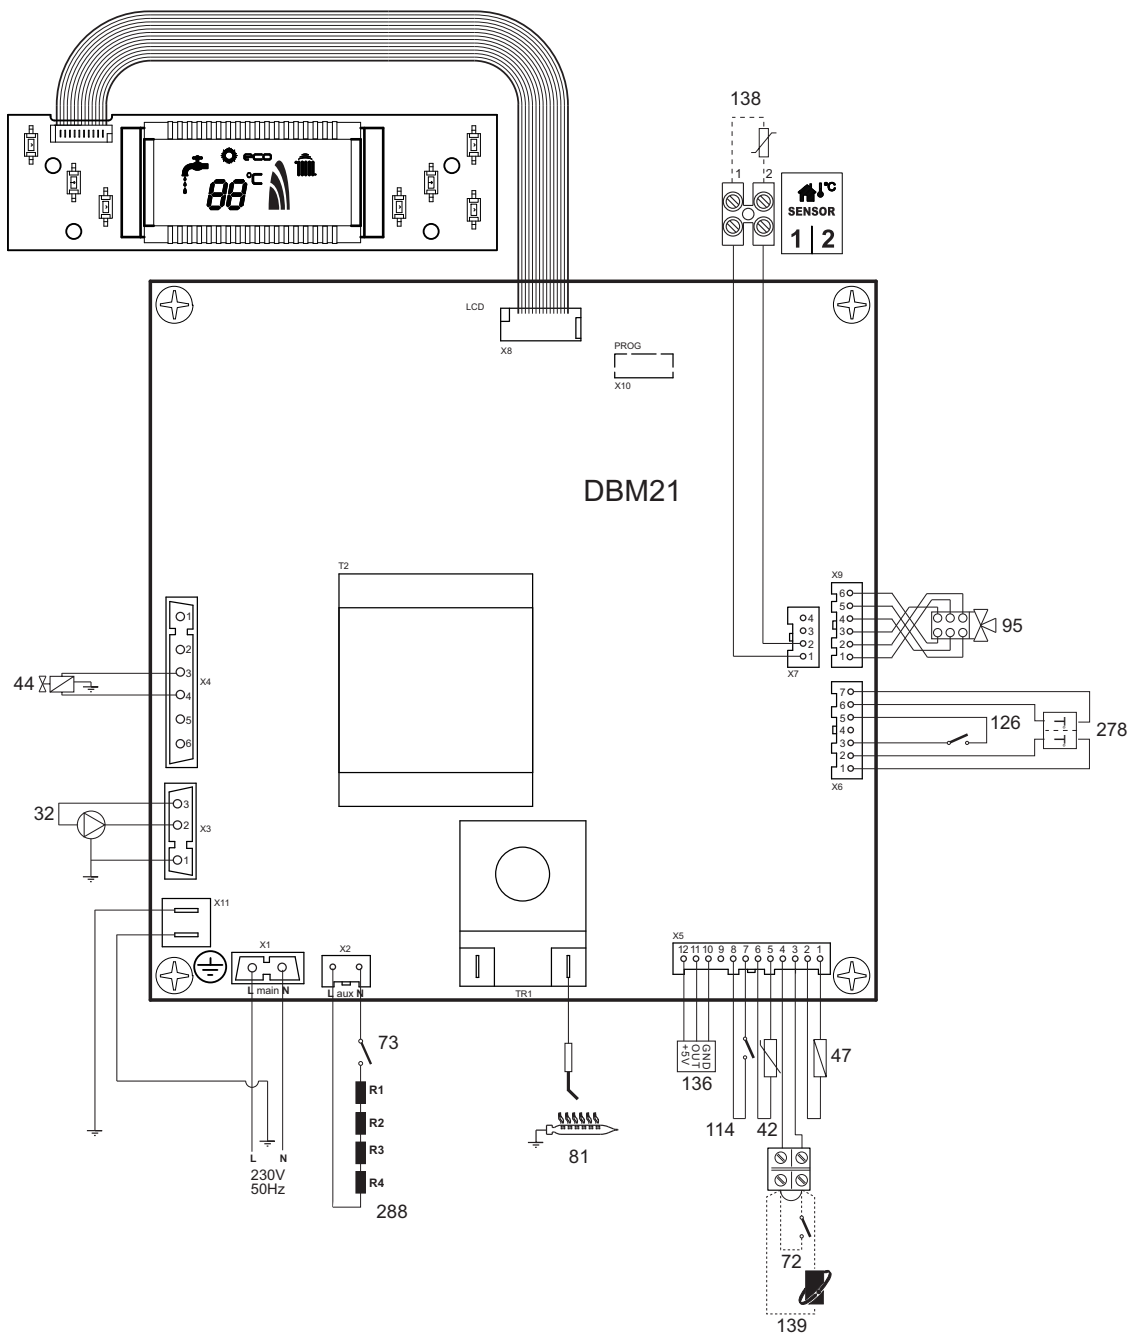 138
eco
88 °C
1 2
°C
SENSOR
1 2
LCD
X8
PROG
X10
DBM21
T2
X9
6
5
4
3
2
1
95
4
3
2
1
X7
1
2
3
4
5
6
X4
44
7
6
5
4
3
2
1
X6
126
278
32
3
2
1
X3
X11
X1
L main N
X2
L aux N
TR1
X5
12 11 10 9 8 7 6 5 4 3 2 1
73
R1
R2
R3
R4
288
L N
230V
50Hz
81
+5V
OUT
GND
136
114
42
47
72
139